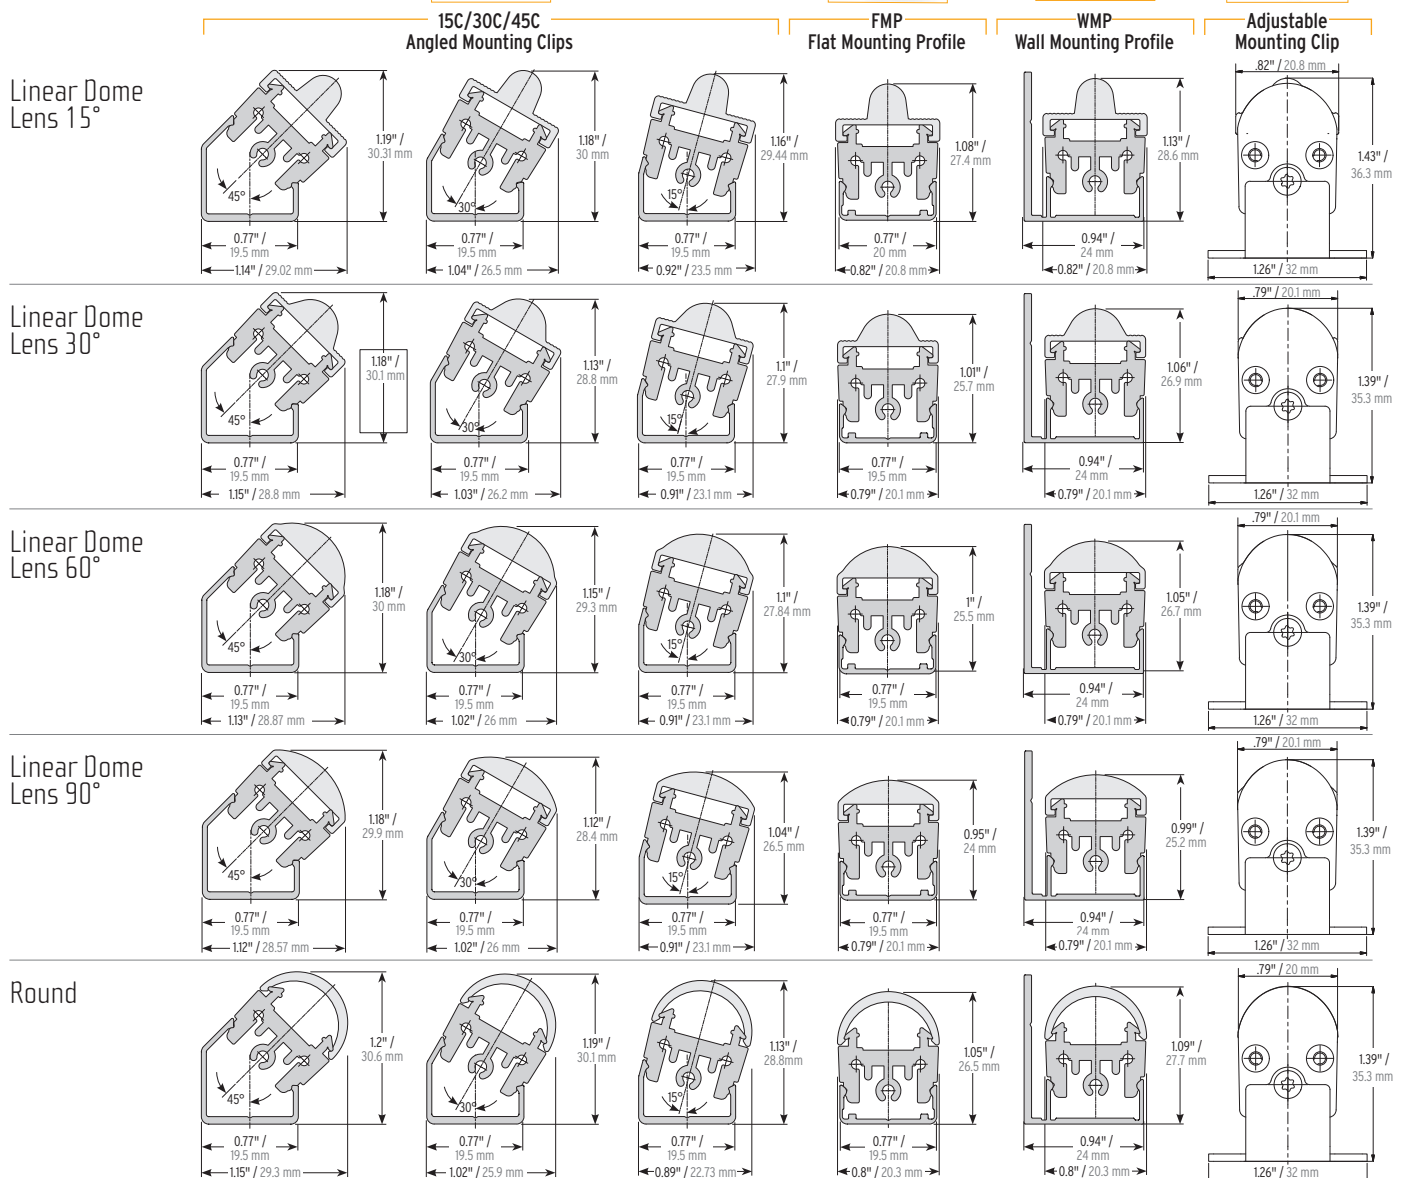 15C/30C/45C
Angled Mounting Clips
FMP
Flat Mounting Profile
WMP
Wall Mounting Profile
Adjustable
Mounting Clip
Linear Dome
Lens 15°
45°
1.19" /
30.31 mm
0.77" /
19.5 mm
1.14" / 29.02 mm
30°
1.18" /
30 mm
0.77" /
19.5 mm
1.04" / 26.5 mm
15°
1.16" /
29.44 mm
0.77" /
19.5 mm
0.92" / 23.5 mm
1.08" /
27.4 mm
0.77" /
20 mm
0.82" / 20.8 mm
1.13" /
28.6 mm
0.94" /
24 mm
0.82" / 20.8 mm
.82" / 20.8 mm
1.43" /
36.3 mm
1.26" / 32 mm
Linear Dome
Lens 30°
45°
1.18" /
30.1 mm
0.77" /
19.5 mm
1.15" / 28.8 mm
30°
1.13" /
28.8 mm
0.77" /
19.5 mm
1.03" / 26.2 mm
15°
1.1" /
27.9 mm
0.77" /
19.5 mm
0.91" / 23.1 mm
1.01" /
25.7 mm
0.77" /
19.5 mm
0.79" / 20.1 mm
1.06" /
26.9 mm
0.94" /
24 mm
0.79" / 20.1 mm
.79" / 20.1 mm
1.39" /
35.3 mm
1.26" / 32 mm
Linear Dome
Lens 60°
45°
1.18" /
30 mm
0.77" /
19.5 mm
1.13" / 28.87 mm
30°
1.15" /
29.3 mm
0.77" /
19.5 mm
1.02" / 26 mm
15°
1.1" /
27.84 mm
0.77" /
19.5 mm
0.91" / 23.1 mm
1" /
25.5 mm
0.77" /
19.5 mm
0.79" / 20.1 mm
1.05" /
26.7 mm
0.94" /
24 mm
0.79" / 20.1 mm
.79" / 20.1 mm
1.39" /
35.3 mm
1.26" / 32 mm
Linear Dome
Lens 90°
45°
1.18" /
29.9 mm
0.77" /
19.5 mm
1.12" / 28.57 mm
30°
1.12" /
28.4 mm
0.77" /
19.5 mm
1.02" / 26 mm
15°
1.04" /
26.5 mm
0.77" /
19.5 mm
0.91" / 23.1 mm
0.95" /
24 mm
0.77" /
19.5 mm
0.79" / 20.1 mm
0.99" /
25.2 mm
0.94" /
24 mm
0.79" / 20.1 mm
.79" / 20.1 mm
1.39" /
35.3 mm
1.26" / 32 mm
Round
45°
1.2" /
30.6 mm
0.77" /
19.5 mm
1.15" / 29.3 mm
30°
1.19" /
30.1 mm
0.77" /
19.5 mm
1.02" / 25.9 mm
15°
1.13" /
28.8mm
0.77" /
19.5 mm
0.89" / 22.73 mm
1.05" /
26.5 mm
0.77" /
19.5 mm
0.8" / 20.3 mm
1.09" /
27.7 mm
0.94" /
24 mm
0.8" / 20.3 mm
.79" / 20 mm
1.39" /
35.3 mm
1.26" / 32 mm